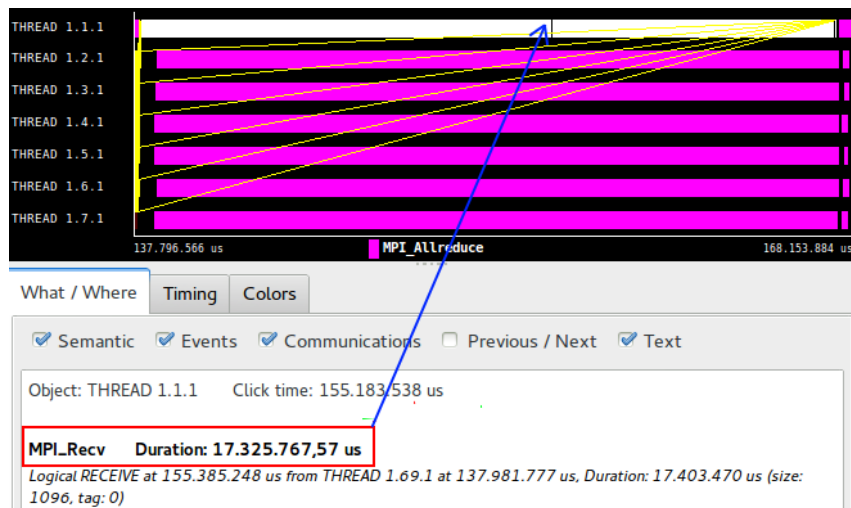 THREAD 1.1.1
THREAD 1.2.1
THREAD 1.3.1
THREAD 1.4.1
THREAD 1.5.1
THREAD 1.6.1
THREAD 1.7.1
137.796.566 us MPI_Allreduce 168.153.884 us
What / Where Timing Colors
Semantic Events Communications Previous / Next Text
Object: THREAD 1.1.1 Click time: 155.183.538 us
MPI_Recv Duration: 17.325.767,57 us
Logical RECEIVE at 155.385.248 us from THREAD 1.69.1 at 137.981.777 us, Duration: 17.403.470 us (size:
1096, tag: 0)